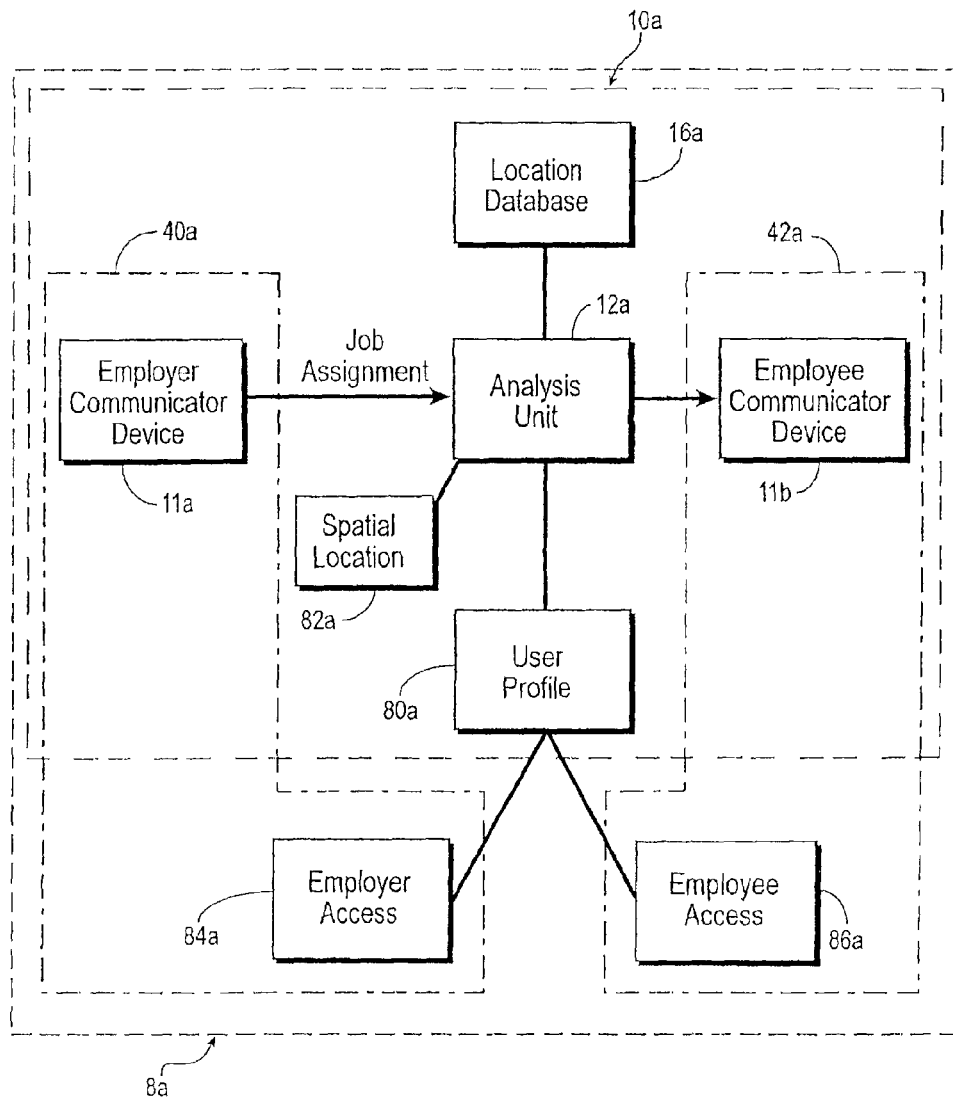 10a
16a
Location
Database
40a
42a
12a
Job
Assignment
Employer
Communicator
Device
Analysis
Unit
Employee
Communicator
Device
11a
11b
Spatial
Location
82a
User
Profile
80a
Employer
Access
Employee
Access
84a
86a
8a